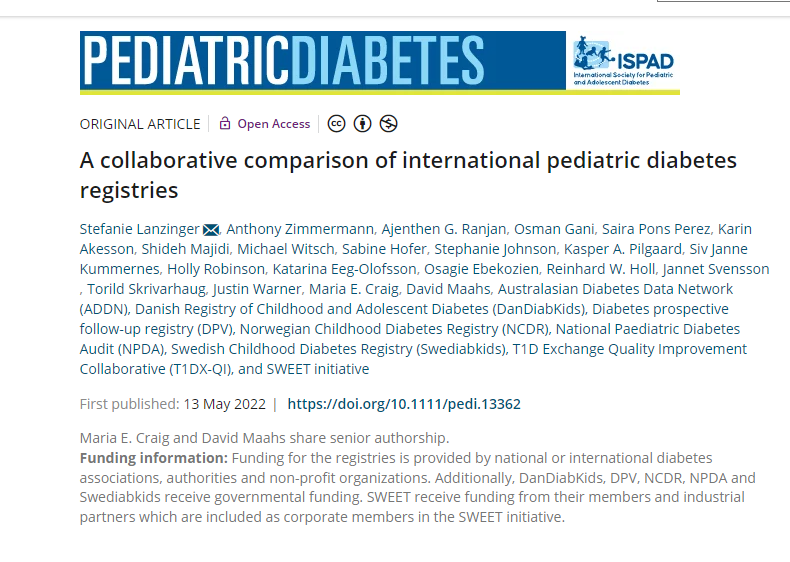 PEDIATRICDIABETES
ISPAD
International Society for Pediatric
and Adolescent Diabetes
ORIGINAL ARTICLE
Open Access
cc
A collaborative comparison of international pediatric diabetes
registries
Stefanie Lanzinger, Anthony Zimmermann, Ajenthen G. Ranjan, Osman Gani, Saira Pons Perez, Karin
Akesson, Shideh Majidi, Michael Witsch, Sabine Hofer, Stephanie Johnson, Kasper A. Pilgaard, Siv Janne
Kummernes, Holly Robinson, Katarina Eeg-Olofsson, Osagie Ebekozien, Reinhard W. Holl, Jannet Svensson
, Torild Skrivarhaug, Justin Warner, Maria E. Craig, David Maahs, Australasian Diabetes Data Network
(ADDN), Danish Registry of Childhood and Adolescent Diabetes (DanDiabKids), Diabetes prospective
follow-up registry (DPV), Norwegian Childhood Diabetes Registry (NCDR), National Paediatric Diabetes
Audit (NPDA), Swedish Childhood Diabetes Registry (Swediabkids), T1D Exchange Quality Improvement
Collaborative (T1DX-QI), and SWEET initiative
First published: 13 May 2022 | https://doi.org/10.1111/pedi.13362
Maria E. Craig and David Maahs share senior authorship.
Funding information: Funding for the registries is provided by national or international diabetes
associations, authorities and non-profit organizations. Additionally, DanDiabKids, DPV, NCDR, NPDA and
Swediabkids receive governmental funding. SWEET receive funding from their members and industrial
partners which are included as corporate members in the SWEET initiative.